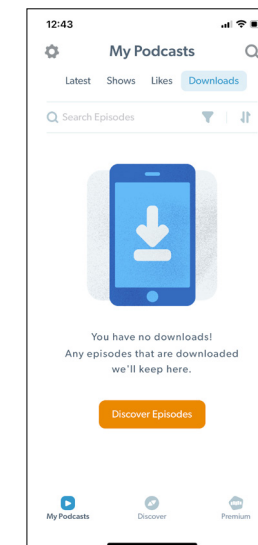 12:43
My Podcasts
Latest Shows Likes Downloads
Search Episodes
You have no downloads!
Any episodes that are downloaded
we'll keep here.
Discover Episodes
My Podcasts Discover Premium